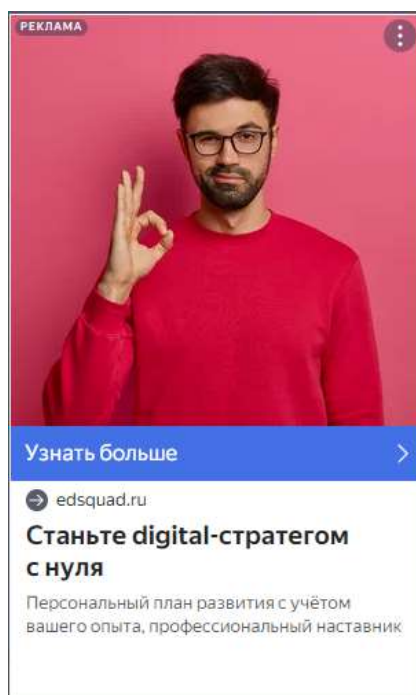 РЕКЛАМА
Узнать больше
edsquad.ru
Станьте digital-стратегом
с нуля
Персональный план развития с учётом
вашего опыта, профессиональный наставник